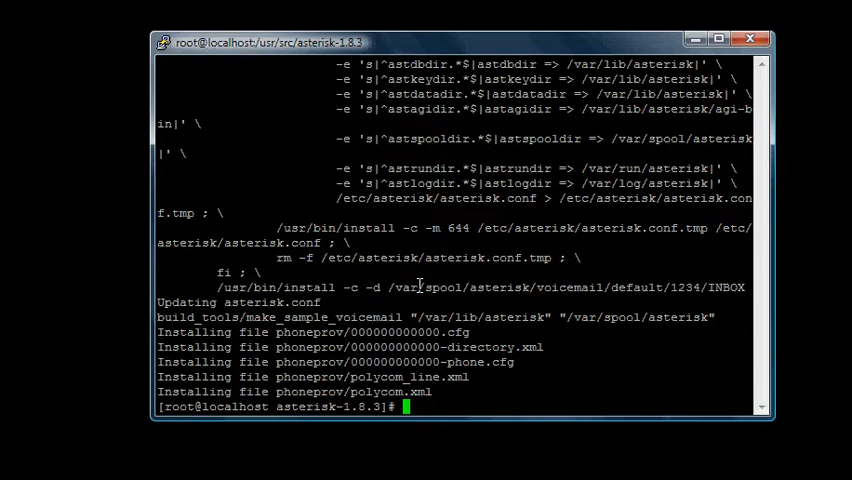 root@localhost:/usr/src/asterisk-1.8.3
-e 's|^astdbdir.*$|astdbdir => /var/lib/asterisk|' \
-e 's|^astkeydir.*$|astkeydir => /var/lib/asterisk|' \
-e 's|^astdatadir.*$|astdatadir => /var/lib/asterisk|' \
-e 's|^astagidir.*$|astagidir => /var/lib/asterisk/agi-b
in|' \
-e 's|^astspooldir.*$|astspooldir => /var/spool/asterisk
|' \
-e 's|^astrundir.*$|astrundir => /var/run/asterisk|' \
-e 's|^astlogdir.*$|astlogdir => /var/log/asterisk|' \
/etc/asterisk/asterisk.conf > /etc/asterisk/asterisk.con
f.tmp ; \
/usr/bin/install -c -m 644 /etc/asterisk/asterisk.conf.tmp /etc/
asterisk/asterisk.conf ; \
rm -f /etc/asterisk/asterisk.conf.tmp ; \
fi ; \
/usr/bin/install -c -d /var/spool/asterisk/voicemail/default/1234/INBOX
Updating asterisk.conf
build_tools/make_sample_voicemail "/var/lib/asterisk" "/var/spool/asterisk"
Installing file phoneprov/000000000000.cfg
Installing file phoneprov/000000000000-directory.xml
Installing file phoneprov/000000000000-phone.cfg
Installing file phoneprov/polycom_line.xml
Installing file phoneprov/polycom.xml
[root@localhost asterisk-1.8.3]#